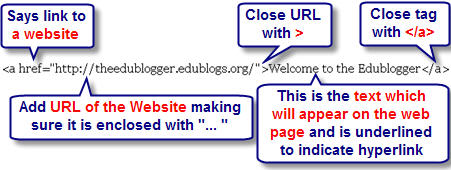 Says link to
a website
Close URL
with >
Close tag
with </a>
<a href="http://theedublogger.edublogs.org/">Welcome to the Edublogger</a>
Add URL of the Website making
sure it is enclosed with "... "
This is the text which
will appear on the web
page and is underlined
to indicate hyperlink